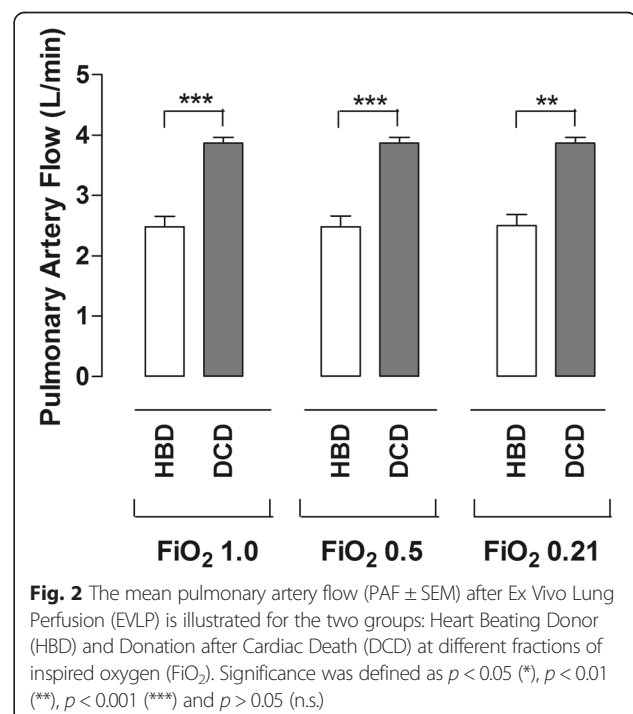 Pulmonary Artery Flow (L/min)
5
4
3
2
1
0
*** *** **
HBD DCD HBD DCD HBD DCD
FiO₂ 1.0 FiO₂ 0.5 FiO₂ 0.21
Fig. 2 The mean pulmonary artery flow (PAF ± SEM) after Ex Vivo Lung
Perfusion (EVLP) is illustrated for the two groups: Heart Beating Donor
(HBD) and Donation after Cardiac Death (DCD) at different fractions of
inspired oxygen (FiO₂). Significance was defined as p < 0.05 (*), p < 0.01
(**), p < 0.001 (***) and p > 0.05 (n.s.)